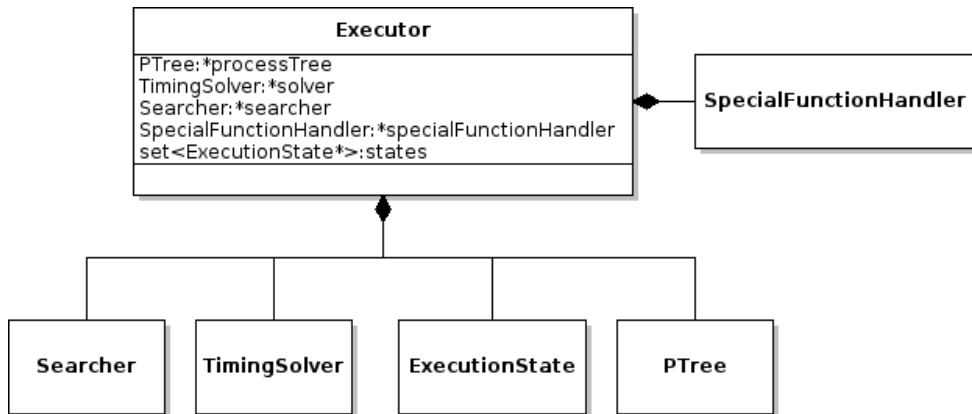 Executor
PTree:*processTree
TimingSolver:*solver
Searcher:*searcher
SpecialFunctionHandler:*specialFunctionHandler
set<ExecutionState*>:states
SpecialFunctionHandler
Searcher
TimingSolver
ExecutionState
PTree